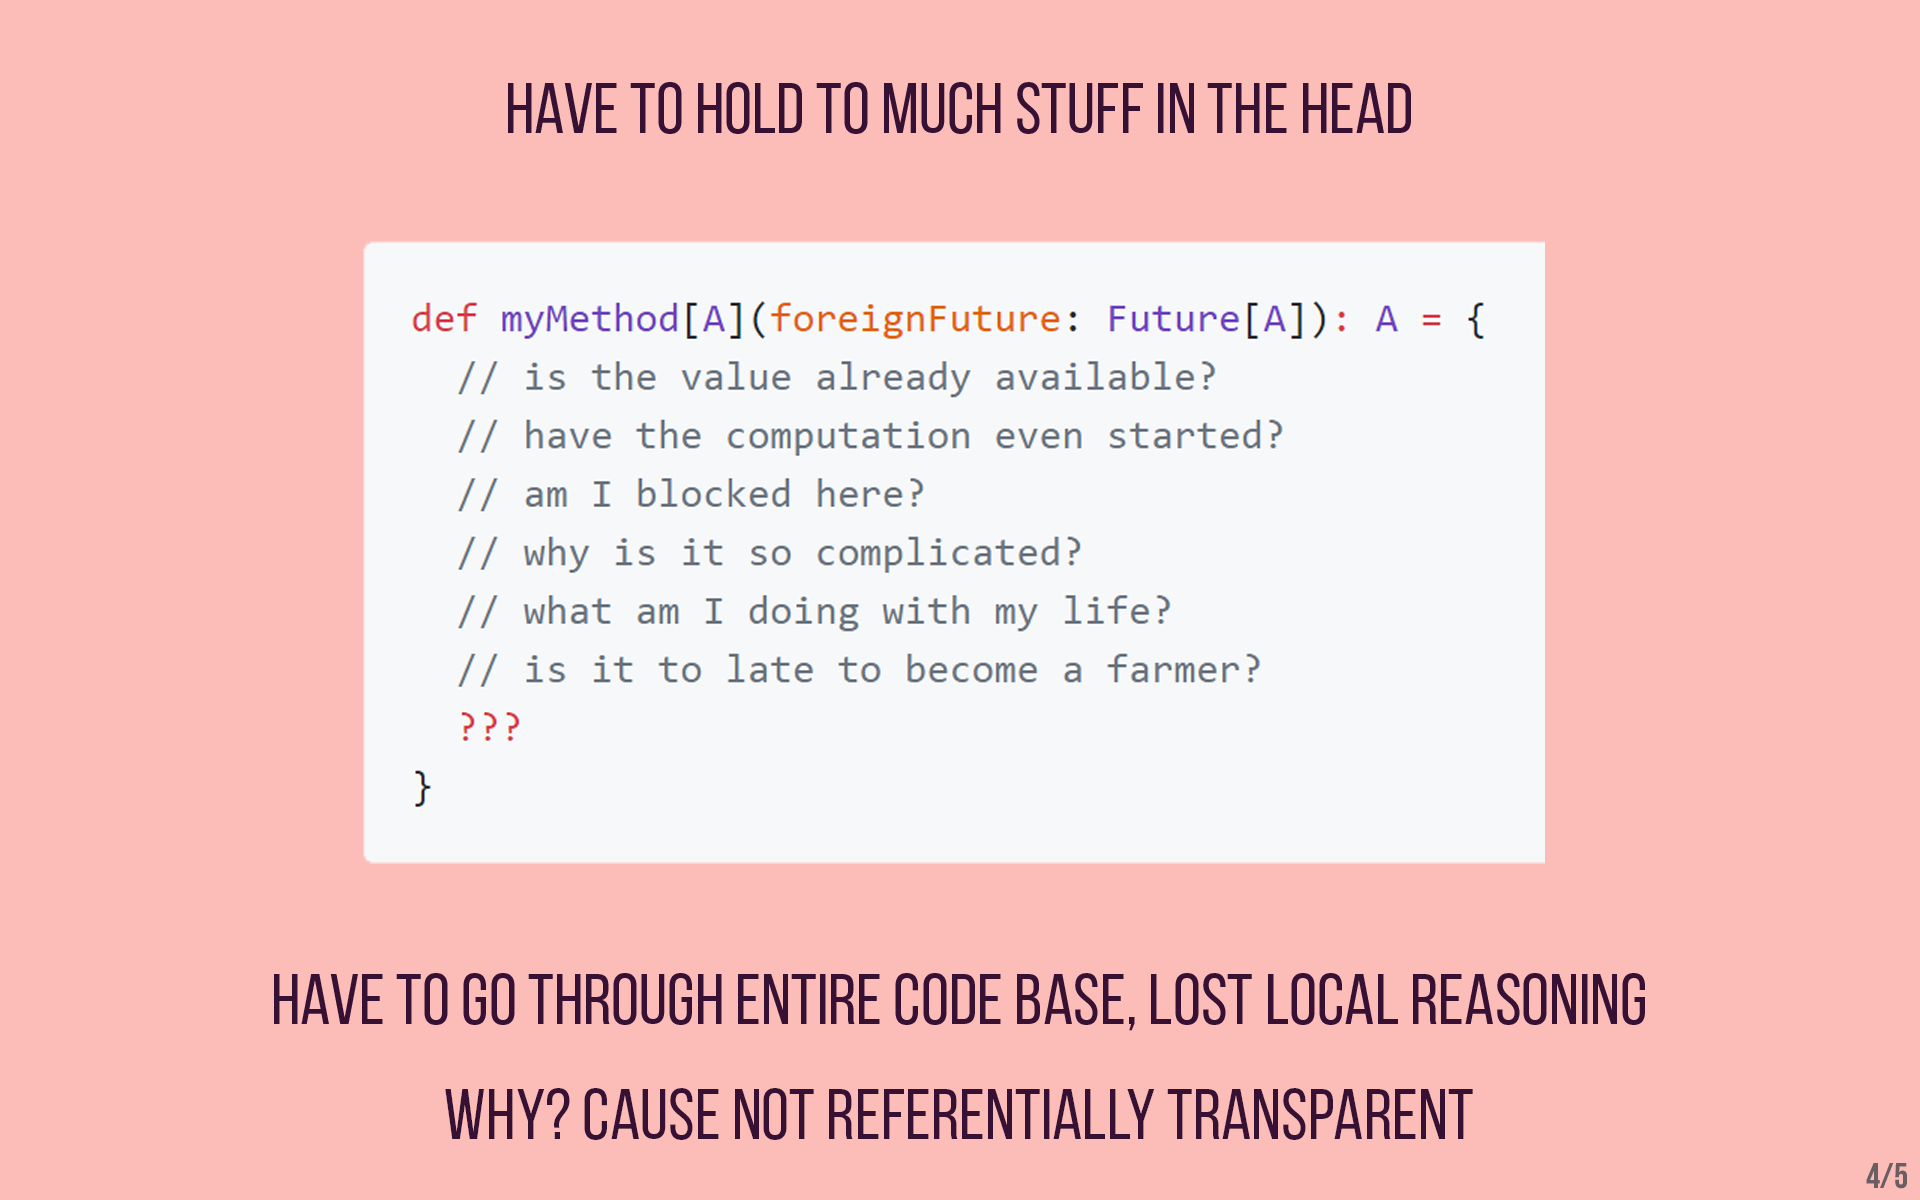 HAVE TO HOLD TO MUCH STUFF IN THE HEAD
def myMethod[A](foreignFuture: Future[A]): A = {
  // is the value already available?
  // have the computation even started?
  // am I blocked here?
  // why is it so complicated?
  // what am I doing with my life?
  // is it to late to become a farmer?
  ???
}
HAVE TO GO THROUGH ENTIRE CODE BASE, LOST LOCAL REASONING
WHY? CAUSE NOT REFERENTIALLY TRANSPARENT
4/5